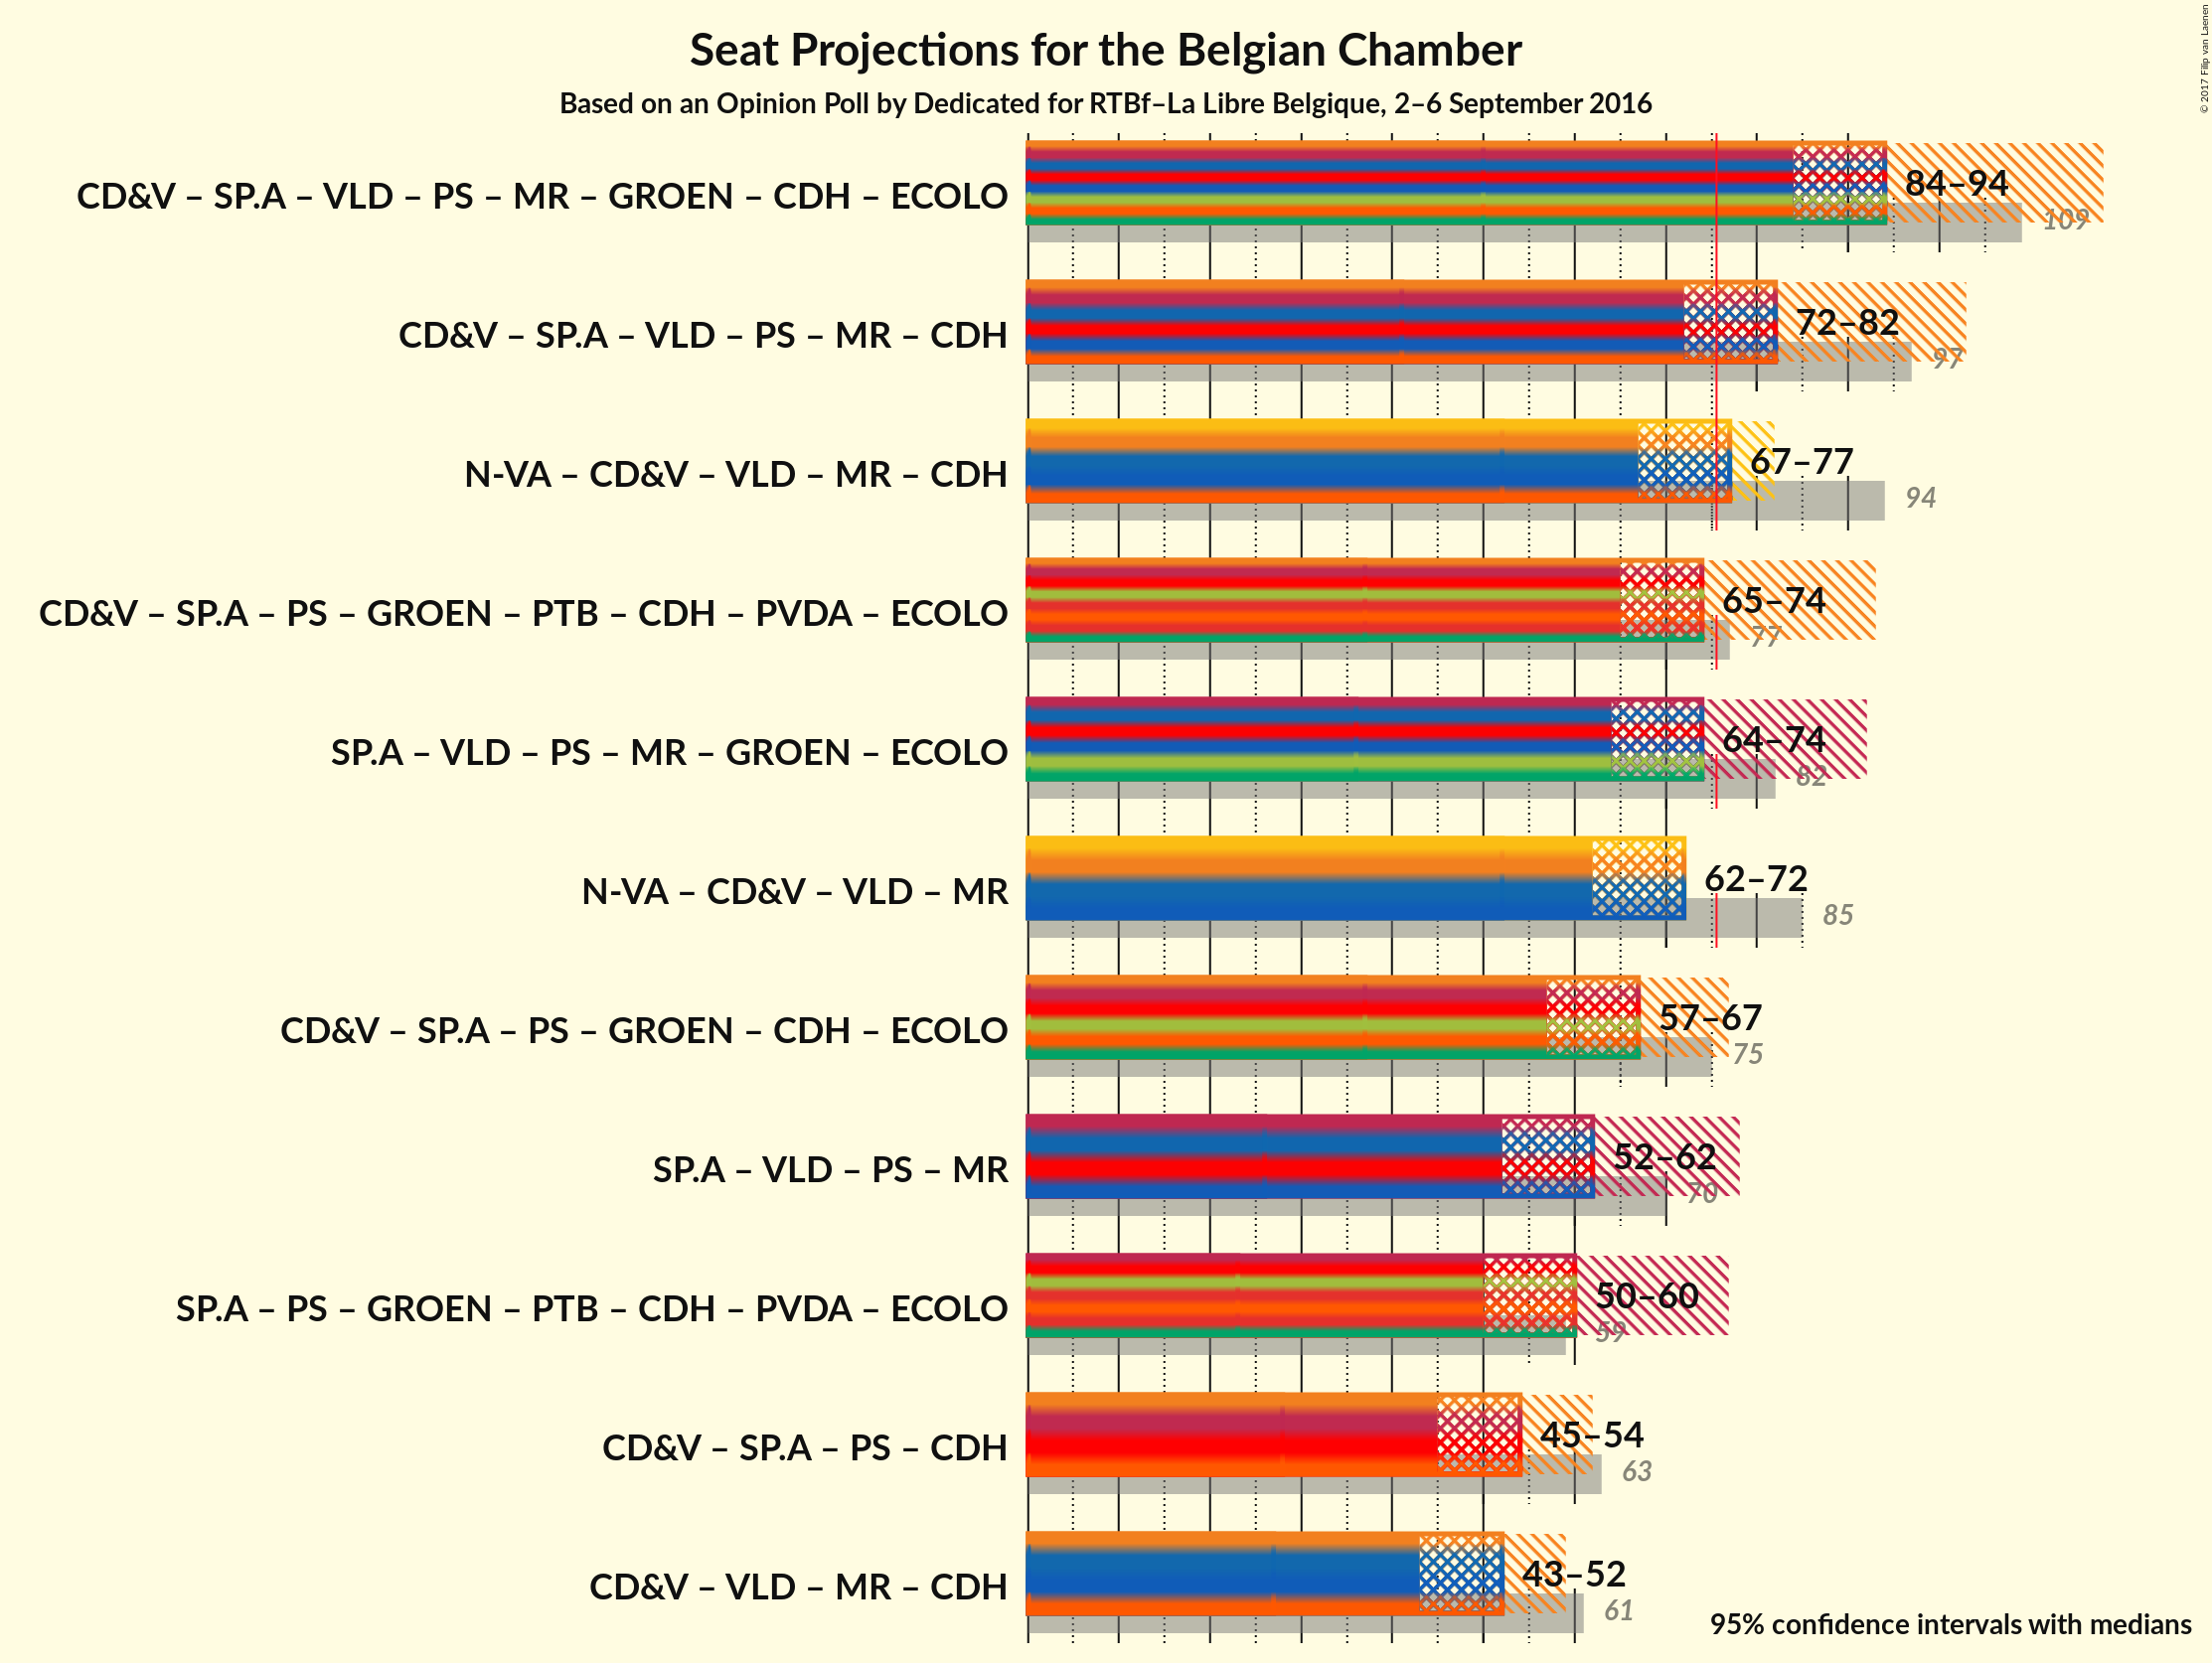 Seat Projections for the Belgian Chamber
Based on an Opinion Poll by Dedicated for RTBf–La Libre Belgique, 2–6 September 2016
© 2017 Filip van Laenen
CD&V – SP.A – VLD – PS – MR – GROEN – CDH – ECOLO
84–94
109
CD&V – SP.A – VLD – PS – MR – CDH
72–82
97
N-VA – CD&V – VLD – MR – CDH
67–77
94
CD&V – SP.A – PS – GROEN – PTB – CDH – PVDA – ECOLO
65–74
77
SP.A – VLD – PS – MR – GROEN – ECOLO
64–74
82
N-VA – CD&V – VLD – MR
62–72
85
CD&V – SP.A – PS – GROEN – CDH – ECOLO
57–67
75
SP.A – VLD – PS – MR
52–62
70
SP.A – PS – GROEN – PTB – CDH – PVDA – ECOLO
50–60
59
CD&V – SP.A – PS – CDH
45–54
63
CD&V – VLD – MR – CDH
43–52
61
95% confidence intervals with medians